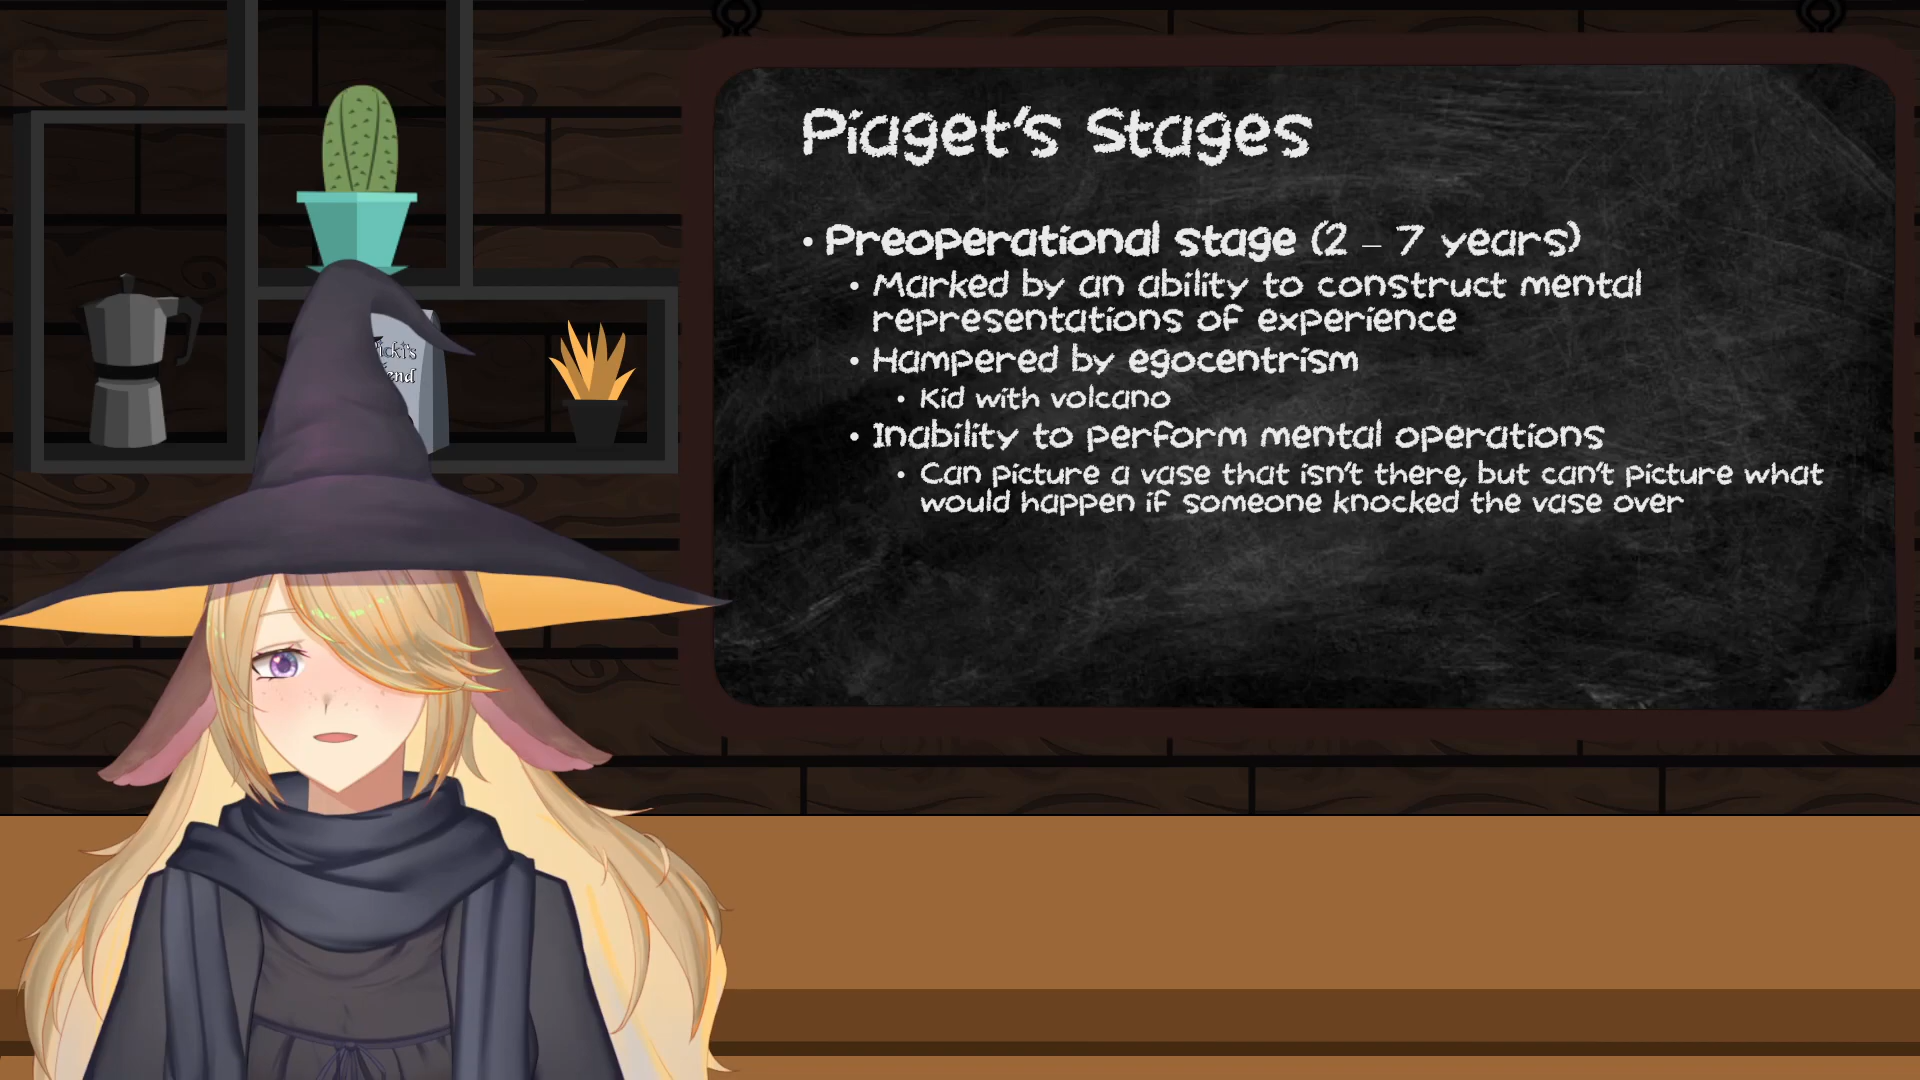 Piaget's Stages
• Preoperational stage (2 – 7 years)
• Marked by an ability to construct mental
representations of experience
• Hampered by egocentrism
• Kid with volcano
• Inability to perform mental operations
• Can picture a vase that isn't there, but can't picture what
would happen if someone knocked the vase over